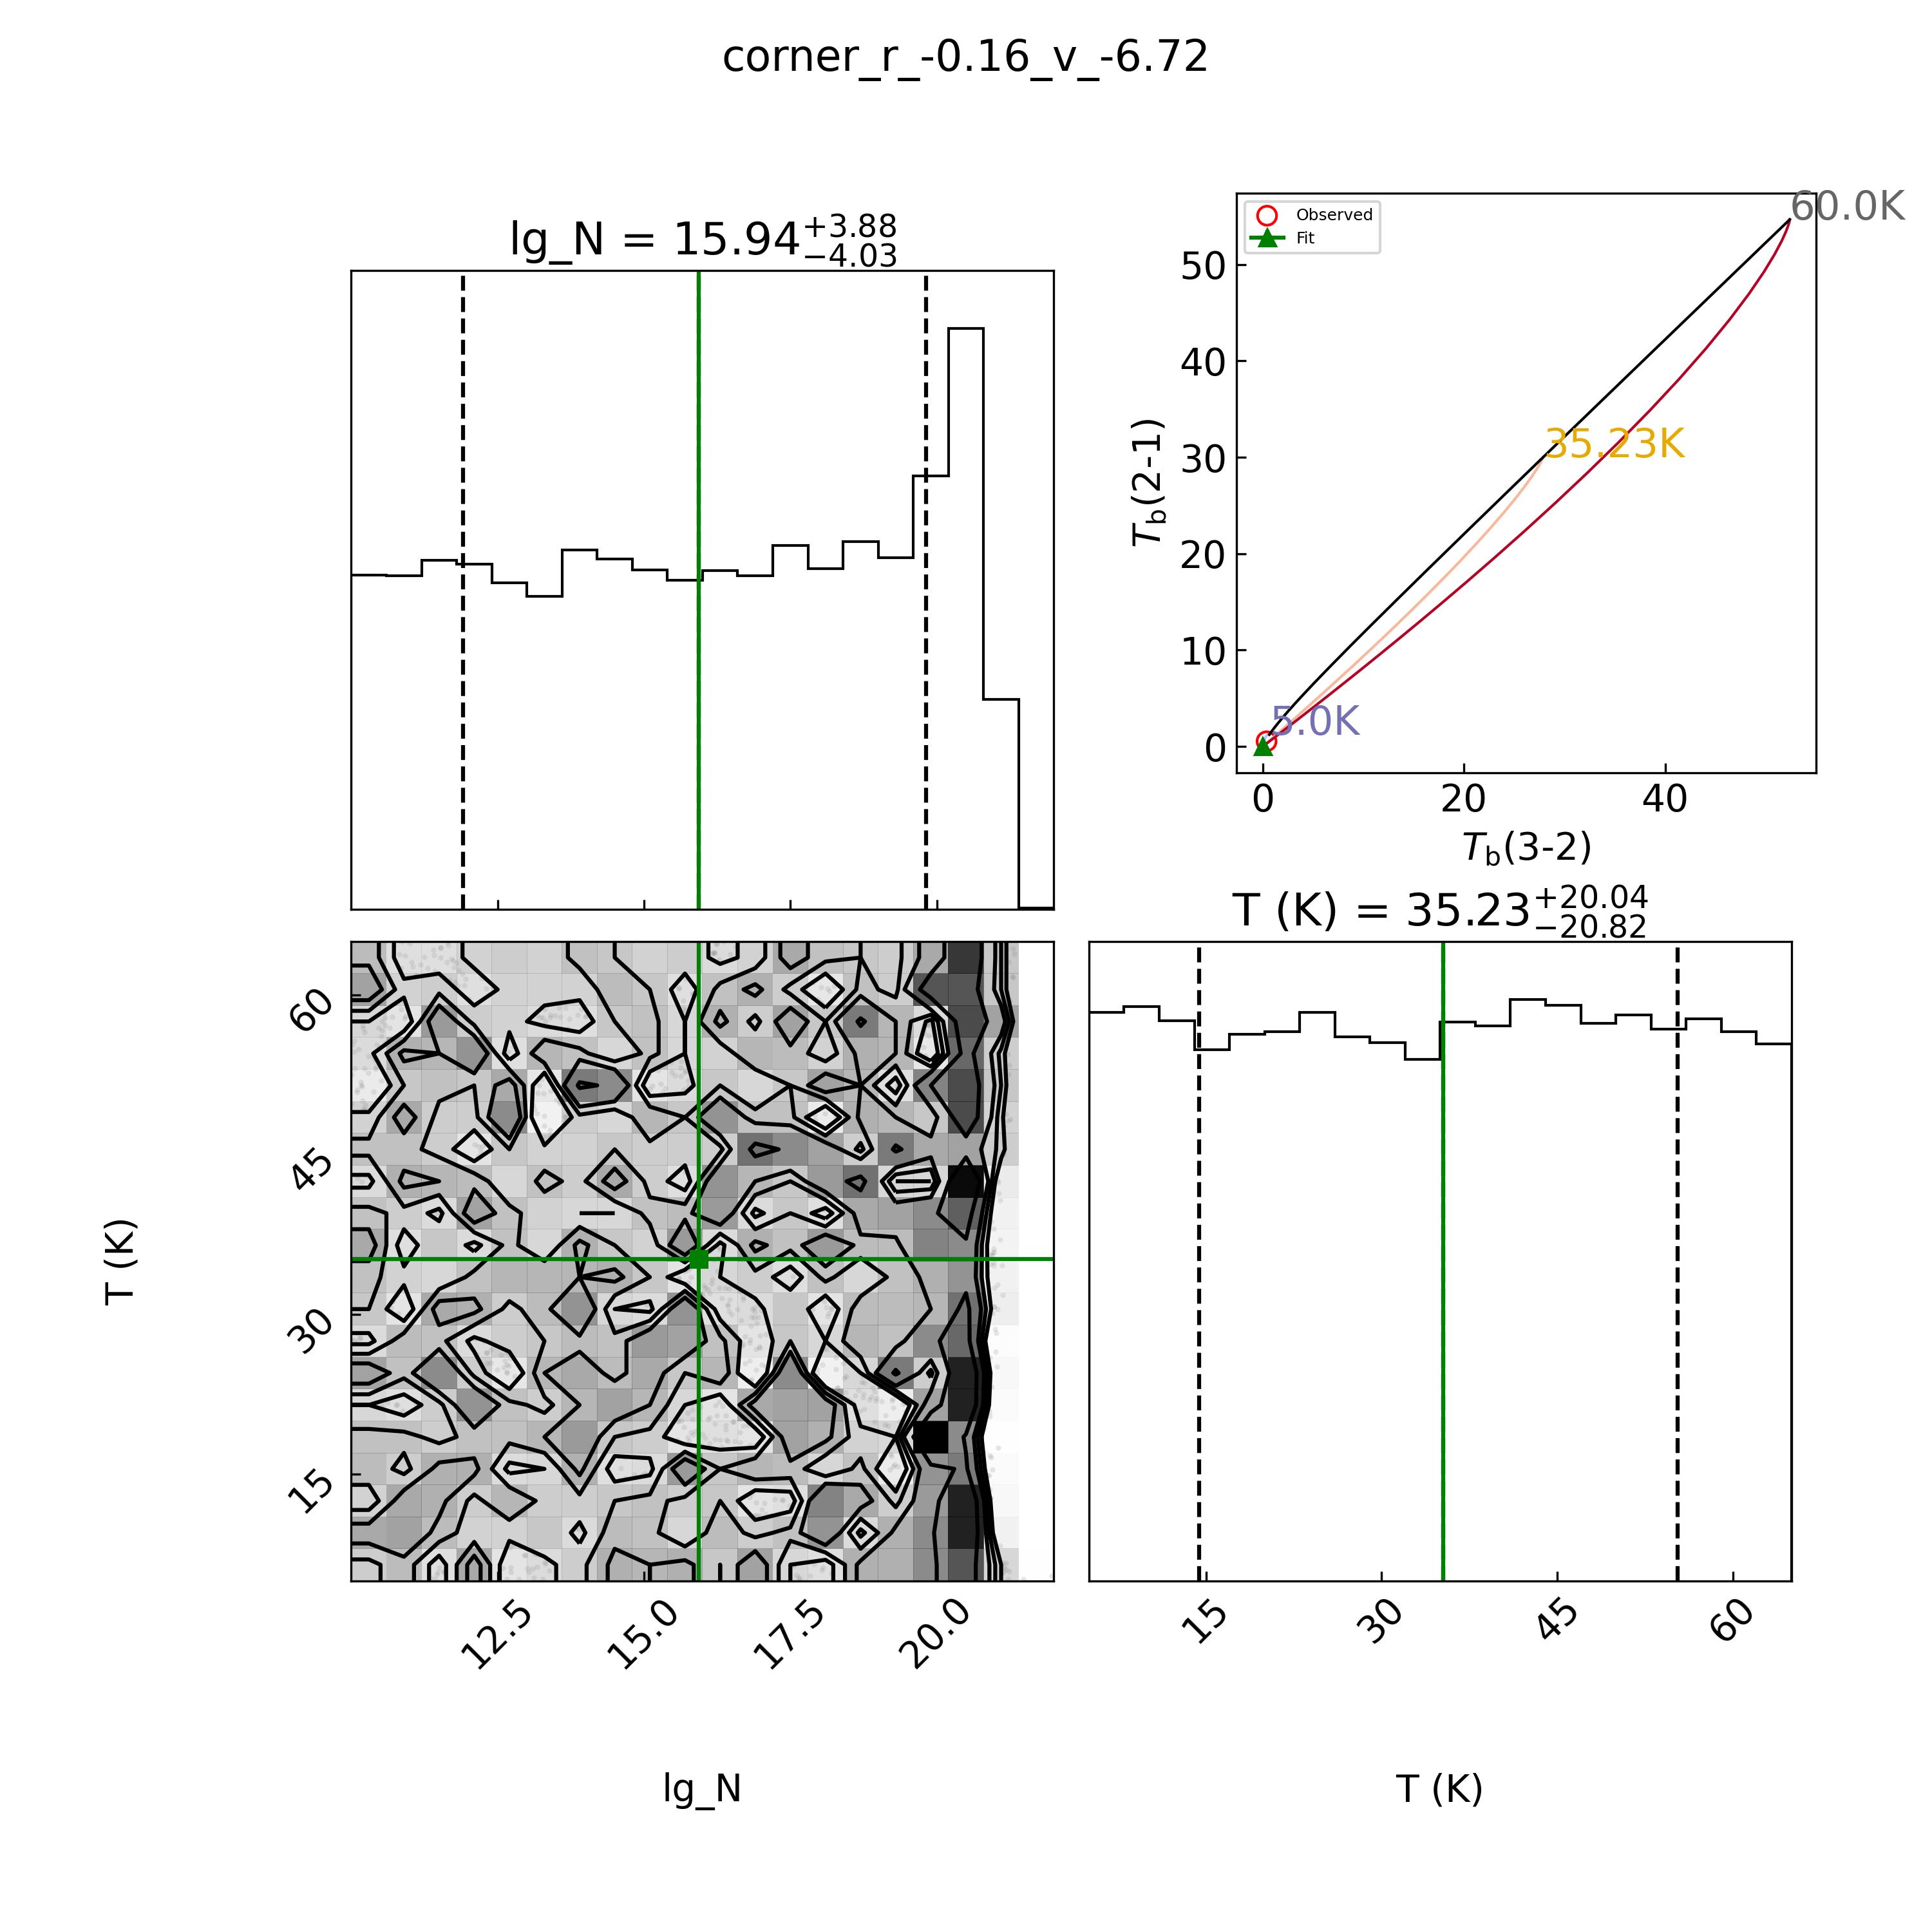 corner_r_-0.16_v_-6.72
lg_N = 15.94+3.88 −4.03
60.0K
Observed
Fit
50
40
30
20
10
0
35.23K
5.0K
Tb(2-1)
0 20 40
Tb(3-2)
T (K) = 35.23+20.04 −20.82
60
45
30
15
T (K)
12.5 15.0 17.5 20.0
15 30 45 60
lg_N
T (K)